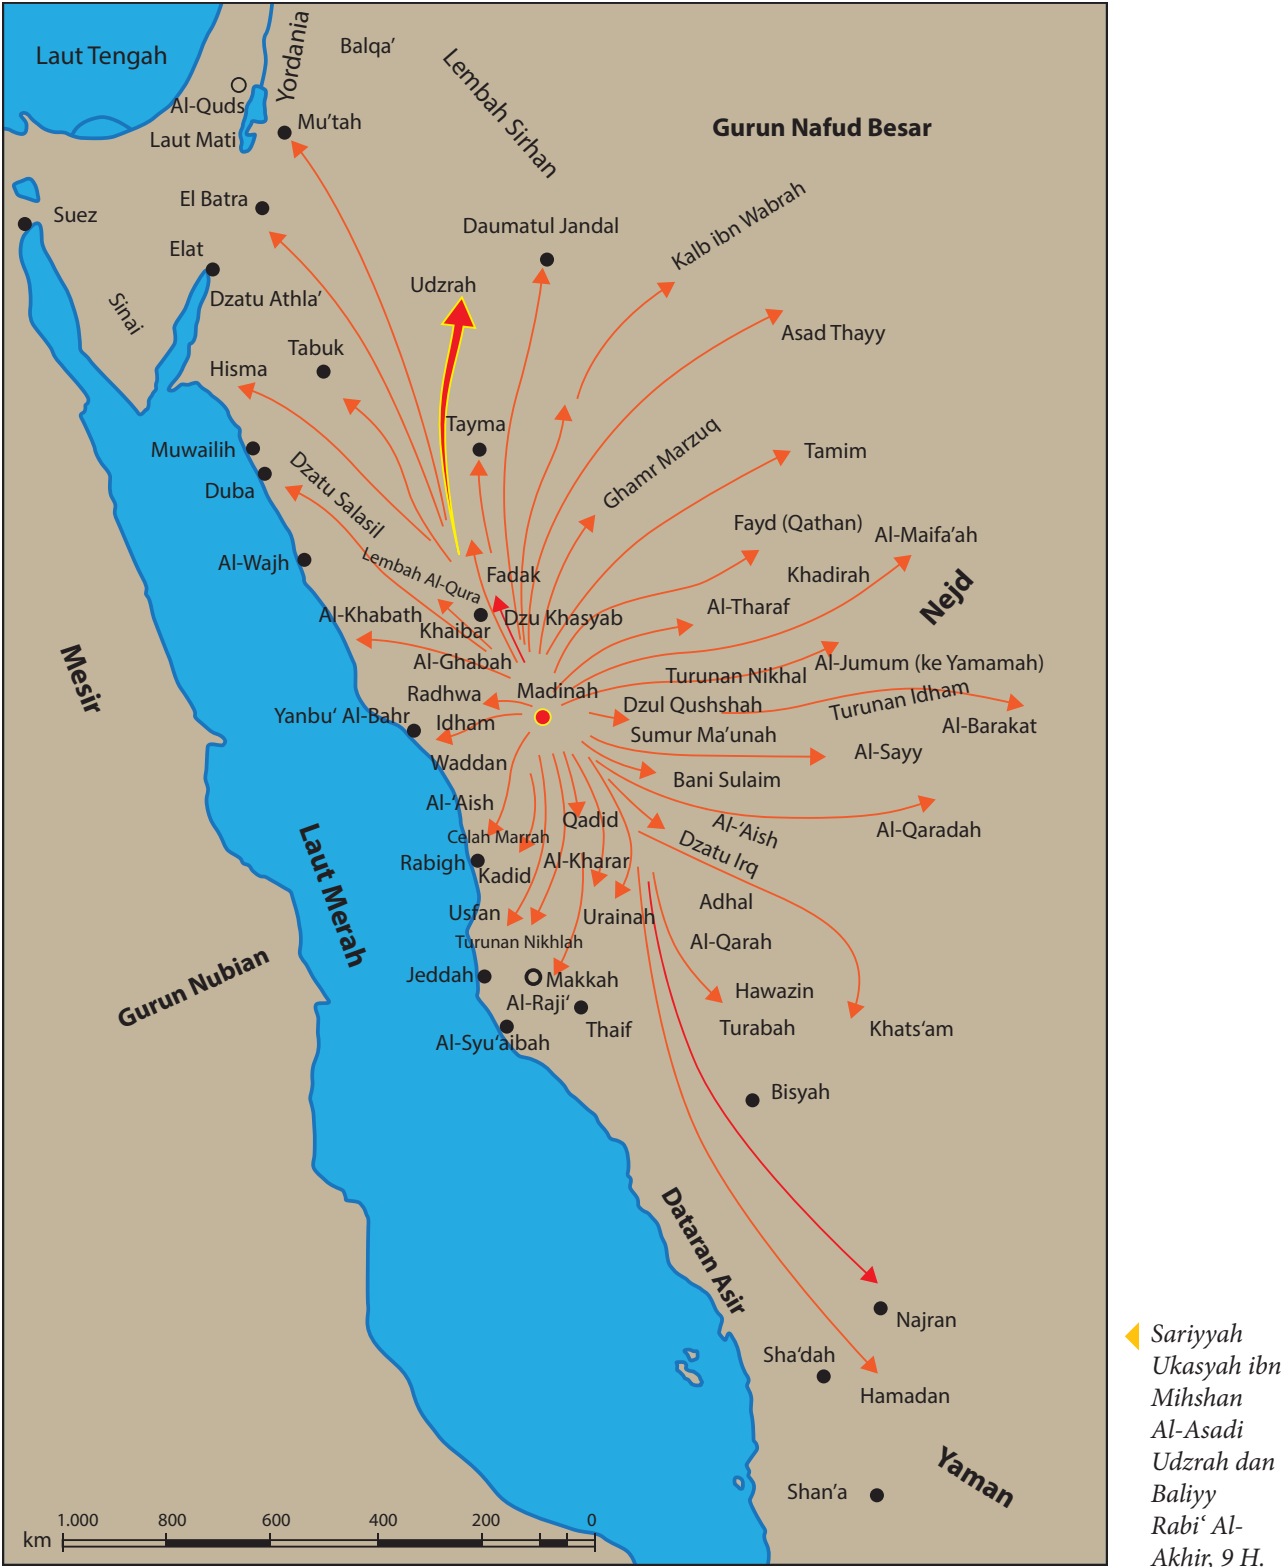 Laut Tengah
Yordania
Balqa’
Lembah Sirhan
Al-Quds
Mu’tah
Laut Mati
Gurun Nafud Besar
El Batra
Suez
Kalb ibn Wabrah
Daumatul Jandal
Elat
Udzrah
Dzatu Athla’
Sinai
Tabuk
Asad Thayy
Hisma
Tayma
Muwailih
Ghamr Marzuq
Tamim
Duba
Dzatu Salasil
Fayd (Qathan)
Al-Maifa’ah
Al-Wajh
Lembah Al-Qura
Fadak
Khadirah
Nejd
Al-Khabath
Khaibar
Dzu Khasyab
Al-Tharaf
Mesir
Al-Ghabah
Turunan Nikhal
Al-Jumum (ke Yamamah)
Radhwa
Madinah
Dzul Qushshah
Turunan Idham
Yanbu‘ Al-Bahr
Idham
Sumur Ma’unah
Al-Barakat
Waddan
Al-Sayy
Bani Sulaim
Al-‘Aish
Qadid
Al-‘Aish
Al-Qaradah
Celah Marrah
Dzatu Irq
Rabigh
Kadid
Al-Kharar
Laut Merah
Usfan
Urainah
Adhal
Turunan Nikhlah
Al-Qarah
Gurun Nubian
Jeddah
Makkah
Hawazin
Al-Raji‘
Thaif
Turabah
Khats‘am
Al-Syu‘aibah
Bisyah
Dataran Asir
Najran
Sha‘dah
Hamadan
Yaman
Shan’a
1.000 800 600 400 200 0
km
Sariyyah
Ukasyah ibn
Mihshan
Al-Asadi
Udzrah dan
Baliyy
Rabi‘ Al-
Akhir, 9 H.